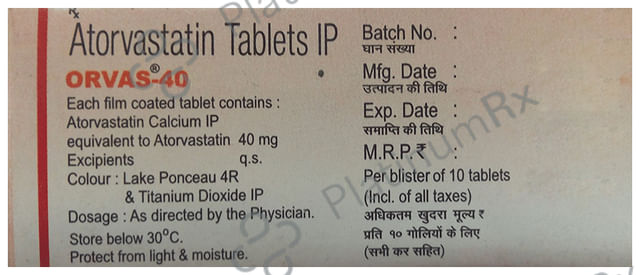 Rx
Atorvastatin Tablets IP
ORVAS®-40
Each film coated tablet contains :
Atorvastatin Calcium IP
equivalent to Atorvastatin 40 mg
Excipients q.s.
Colour : Lake Ponceau 4R
& Titanium Dioxide IP
Dosage : As directed by the Physician.
Store below 30°C.
Protect from light & moisture.
Batch No. :
घान संख्या
Mfg. Date :
उत्पादन की तिथि
Exp. Date :
समाप्ति की तिथि
M.R.P.₹ :
Per blister of 10 tablets
(Incl. of all taxes)
अधिकतम खुदरा मूल्य ₹
प्रति १० गोलियों के लिए
(सभी कर सहित)
PlatinumRx